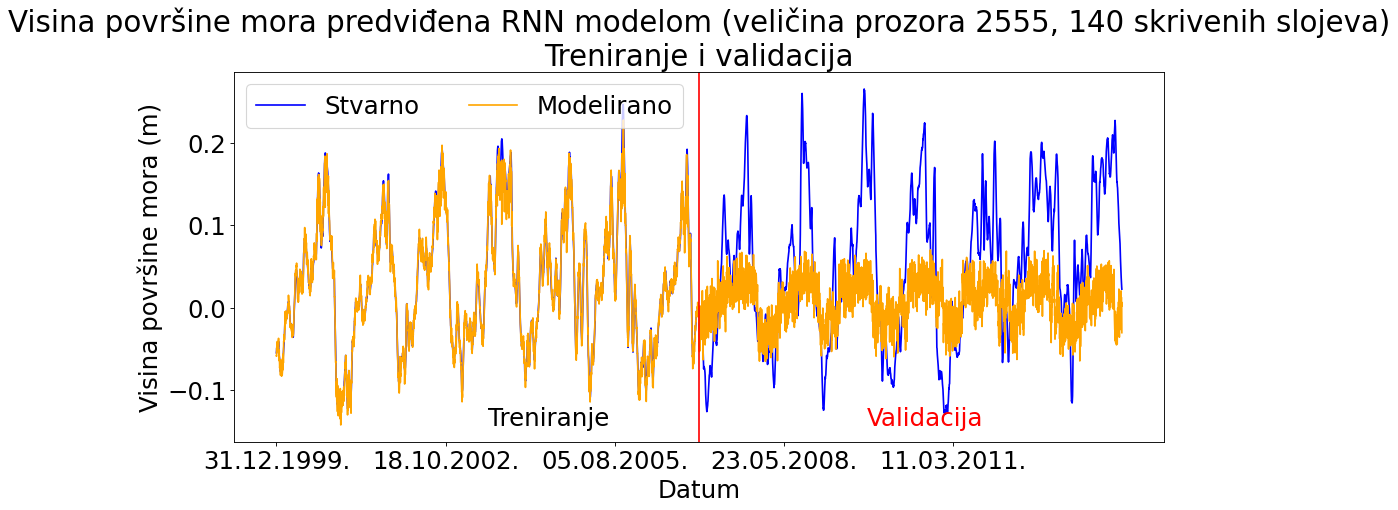 Visina površine mora predviđena RNN modelom (veličina prozora 2555, 140 skrivenih slojeva)
Treniranje i validacija
Stvarno
Modelirano
Visina površine mora (m)
0.2
0.1
0.0
−0.1
Treniranje
Validacija
31.12.1999.
18.10.2002.
05.08.2005.
23.05.2008.
11.03.2011.
Datum